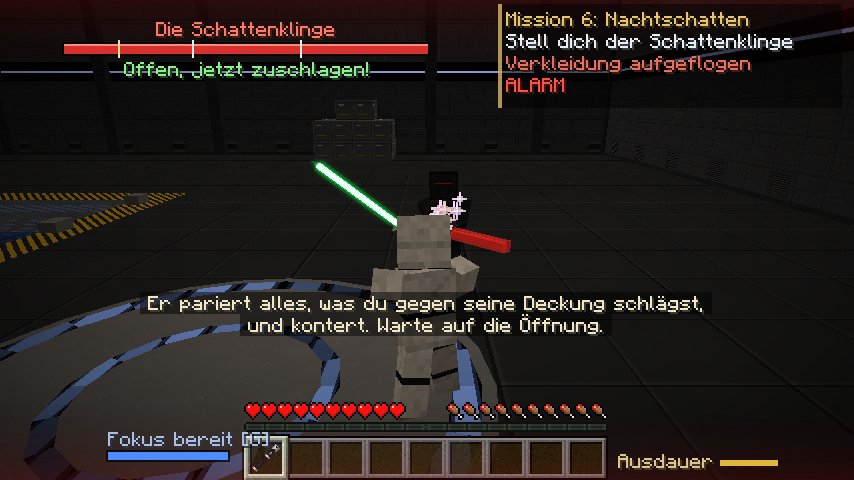 Die Schattenklinge
Offen, jetzt zuschlagen!
Mission 6: Nachtschatten
Stell dich der Schattenklinge
Verkleidung aufgeflogen
ALARM
Er pariert alles, was du gegen seine Deckung schlägst,
und kontert. Warte auf die Öffnung.
Fokus bereit [G]
Ausdauer